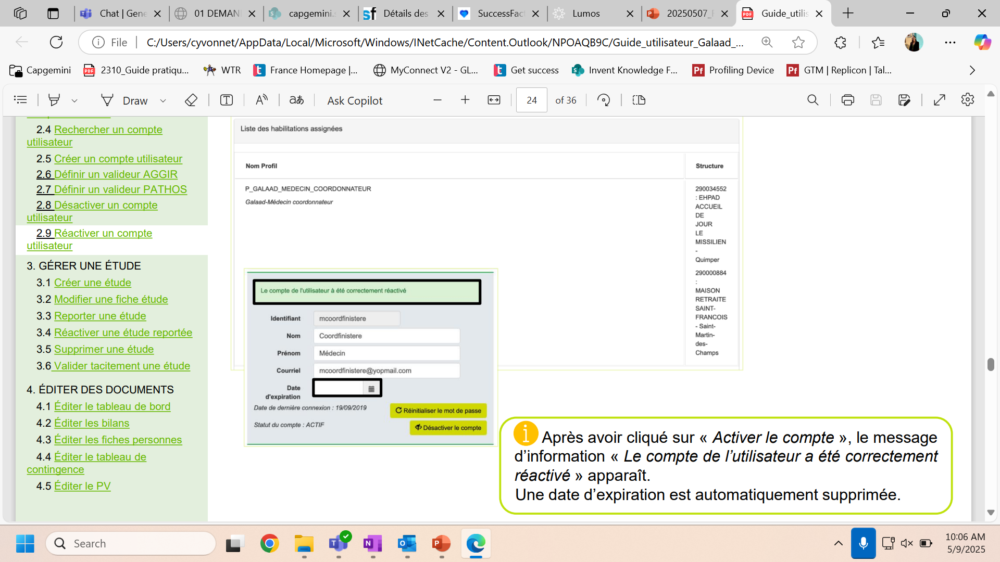 Chat | Gene
01 DEMAN
capgemini.s
Détails des
SuccessFac
Lumos
20250507_
Guide_utilis
File
C:/Users/cyvonnet/AppData/Local/Microsoft/Windows/INetCache/Content.Outlook/NPOAQB9C/Guide_utilisateur_Galaad_...
Capgemini
2310_Guide pratiqu...
WTR
France Homepage |...
MyConnect V2 - GL...
Get success
Invent Knowledge F...
Profiling Device
GTM | Replicon | Tal...
Draw
Ask Copilot
24
of 36
2.4 Rechercher un compte
utilisateur
2.5 Créer un compte utilisateur
2.6 Définir un valideur AGGIR
2.7 Définir un valideur PATHOS
2.8 Désactiver un compte
utilisateur
2.9 Réactiver un compte
utilisateur
3. GÉRER UNE ÉTUDE
3.1 Créer une étude
3.2 Modifier une fiche étude
3.3 Reporter une étude
3.4 Réactiver une étude reportée
3.5 Supprimer une étude
3.6 Valider tacitement une étude
4. ÉDITER DES DOCUMENTS
4.1 Éditer le tableau de bord
4.2 Éditer les bilans
4.3 Éditer les fiches personnes
4.4 Éditer le tableau de
contingence
4.5 Éditer le PV
Liste des habilitations assignées
Nom Profil
Structure
P_GALAAD_MEDECIN_COORDONNATEUR
Galaad-Médecin coordonnateur
290034552
: EHPAD
ACCUEIL
DE
JOUR
LE
MISSILIEN
-
Quimper
290000884
:
MAISON
RETRAITE
SAINT-
FRANCOIS
- Saint-
Martin-
des-
Champs
Le compte de l'utilisateur à été correctement réactivé
Identifiant
mcoordfinistere
Nom
Coordfinistere
Prénom
Médecin
Courriel
mcoordfinistere@yopmail.com
Date
d'expiration
Date de dernière connexion : 19/09/2019
Réinitialiser le mot de passe
Statut du compte : ACTIF
Désactiver le compte
Après avoir cliqué sur « Activer le compte », le message
d’information « Le compte de l’utilisateur a été correctement
réactivé » apparaît.
Une date d’expiration est automatiquement supprimée.
Search
10:06 AM
5/9/2025